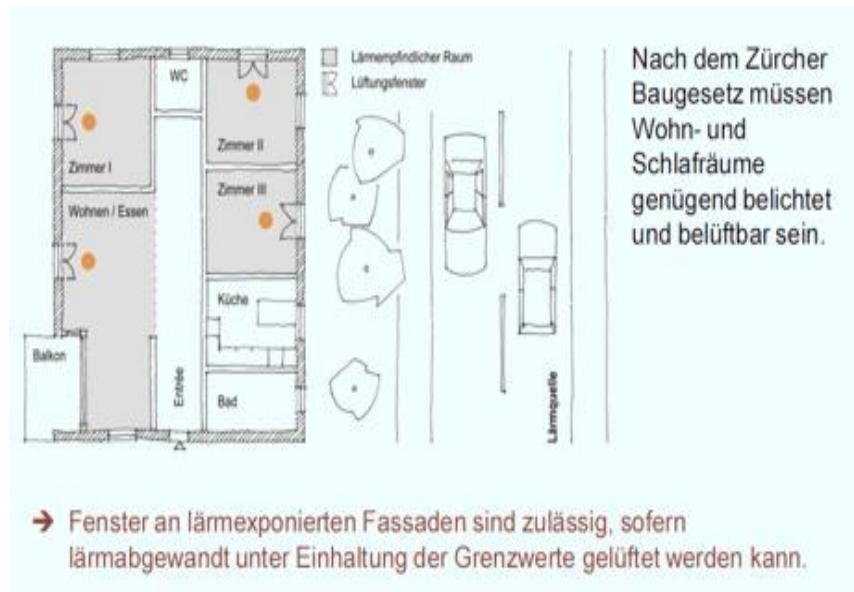 Lärmempfindlicher Raum
Lüftungsfenster
WC
Zimmer I
Zimmer II
Zimmer III
Wohnen / Essen
Küche
Balkon
Entrée
Bad
Lärmquelle
Nach dem Zürcher
Baugesetz müssen
Wohn- und
Schlafräume
genügend belichtet
und belüftbar sein.
➔ Fenster an lärmexponierten Fassaden sind zulässig, sofern
lärmabgewandt unter Einhaltung der Grenzwerte gelüftet werden kann.